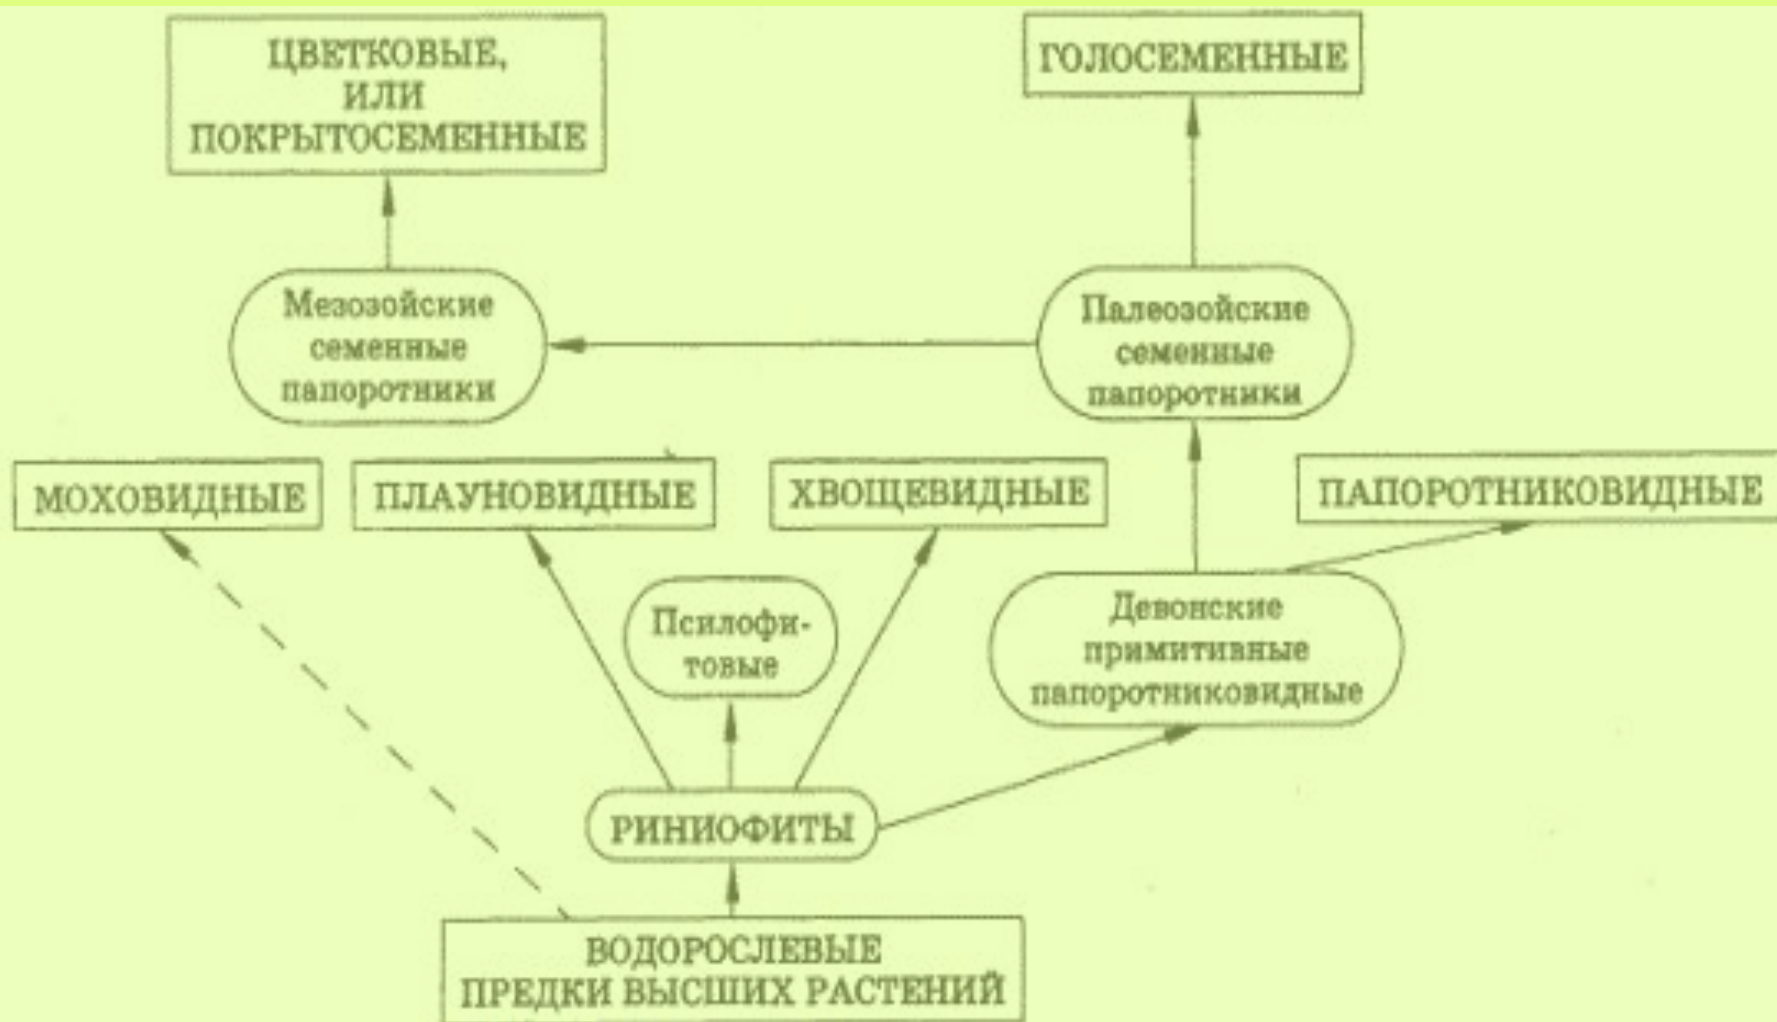 ЦВЕТКОВЫЕ,
ИЛИ
ПОКРЫТОСЕМЕННЫЕ
ГОЛОСЕМЕННЫЕ
Мезозойские
семенные
папоротники
Палеозойские
семенные
папоротники
МОХОВИДНЫЕ
ПЛАУНОВИДНЫЕ
ХВОЩЕВИДНЫЕ
ПАПОРОТНИКОВИДНЫЕ
Псилофи-
товые
Девонские
примитивные
папоротниковидные
РИНИОФИТЫ
ВОДОРОСЛЕВЫЕ
ПРЕДКИ ВЫСШИХ РАСТЕНИЙ